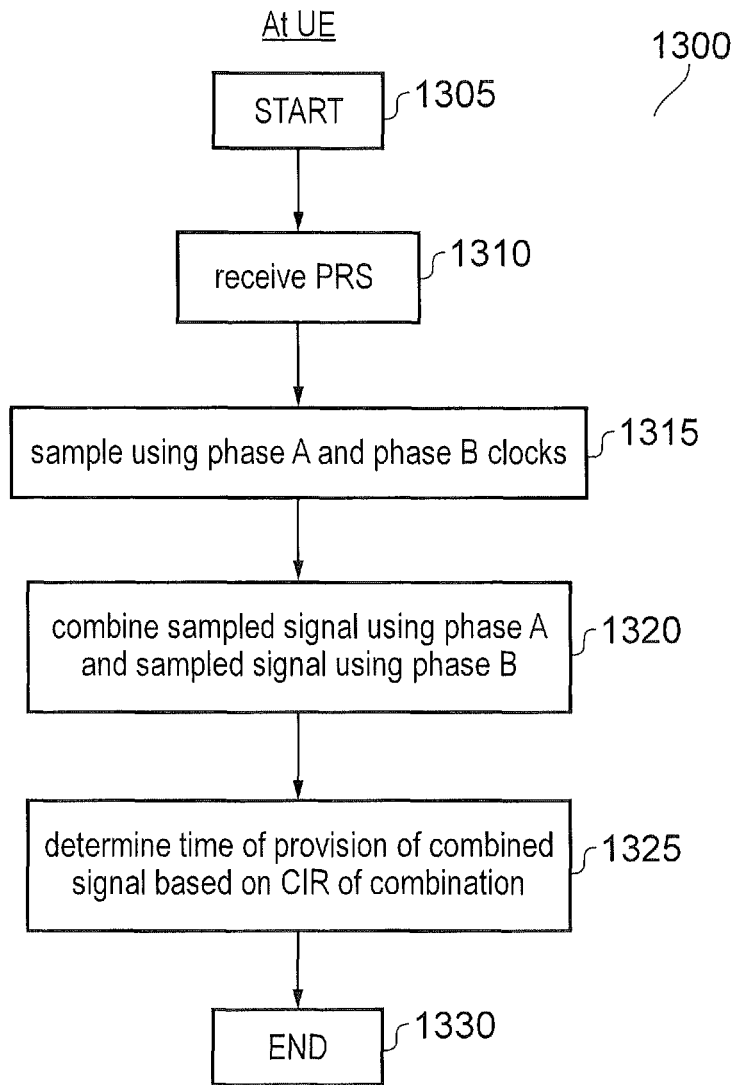 At UE
1300
START
1305
receive PRS
1310
sample using phase A and phase B clocks
1315
combine sampled signal using phase A
and sampled signal using phase B
1320
determine time of provision of combined
signal based on CIR of combination
1325
END
1330